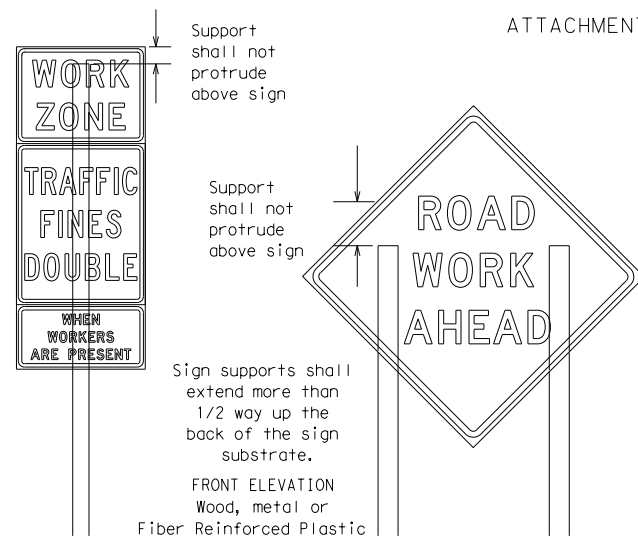 ATTACHMENT
Support
shall not
protrude
above sign
WORK
ZONE
TRAFFIC
FINES
DOUBLE
WHEN
WORKERS
ARE PRESENT
Support
shall not
protrude
above sign
ROAD
WORK
AHEAD
Sign supports shall
extend more than
1/2 way up the
back of the sign
substrate.
FRONT ELEVATION
Wood, metal or
Fiber Reinforced Plastic